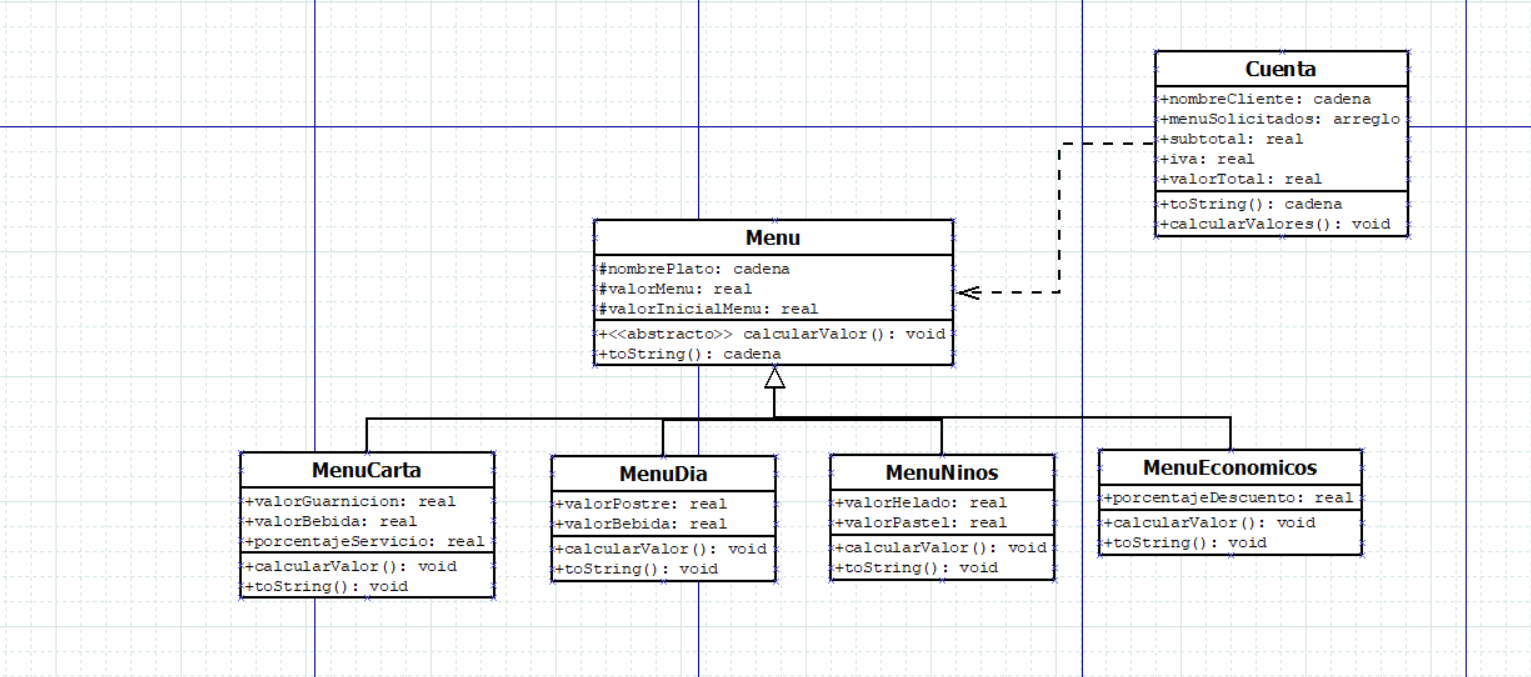 Cuenta
+nombreCliente: cadena
+menuSolicitados: arreglo
+subtotal: real
+iva: real
+valorTotal: real
+toString(): cadena
+calcularValores(): void
Menu
#nombrePlato: cadena
#valorMenu: real
#valorInicialMenu: real
+<<abstracto>> calcularValor(): void
+toString(): cadena
MenuCarta
+valorGuarnicion: real
+valorBebida: real
+porcentajeServicio: real
+calcularValor(): void
+toString(): void
MenuDia
+valorPostre: real
+valorBebida: real
+calcularValor(): void
+toString(): void
MenuNinos
+valorHelado: real
+valorPastel: real
+calcularValor(): void
+toString(): void
MenuEconomicos
+porcentajeDescuento: real
+calcularValor(): void
+toString(): void